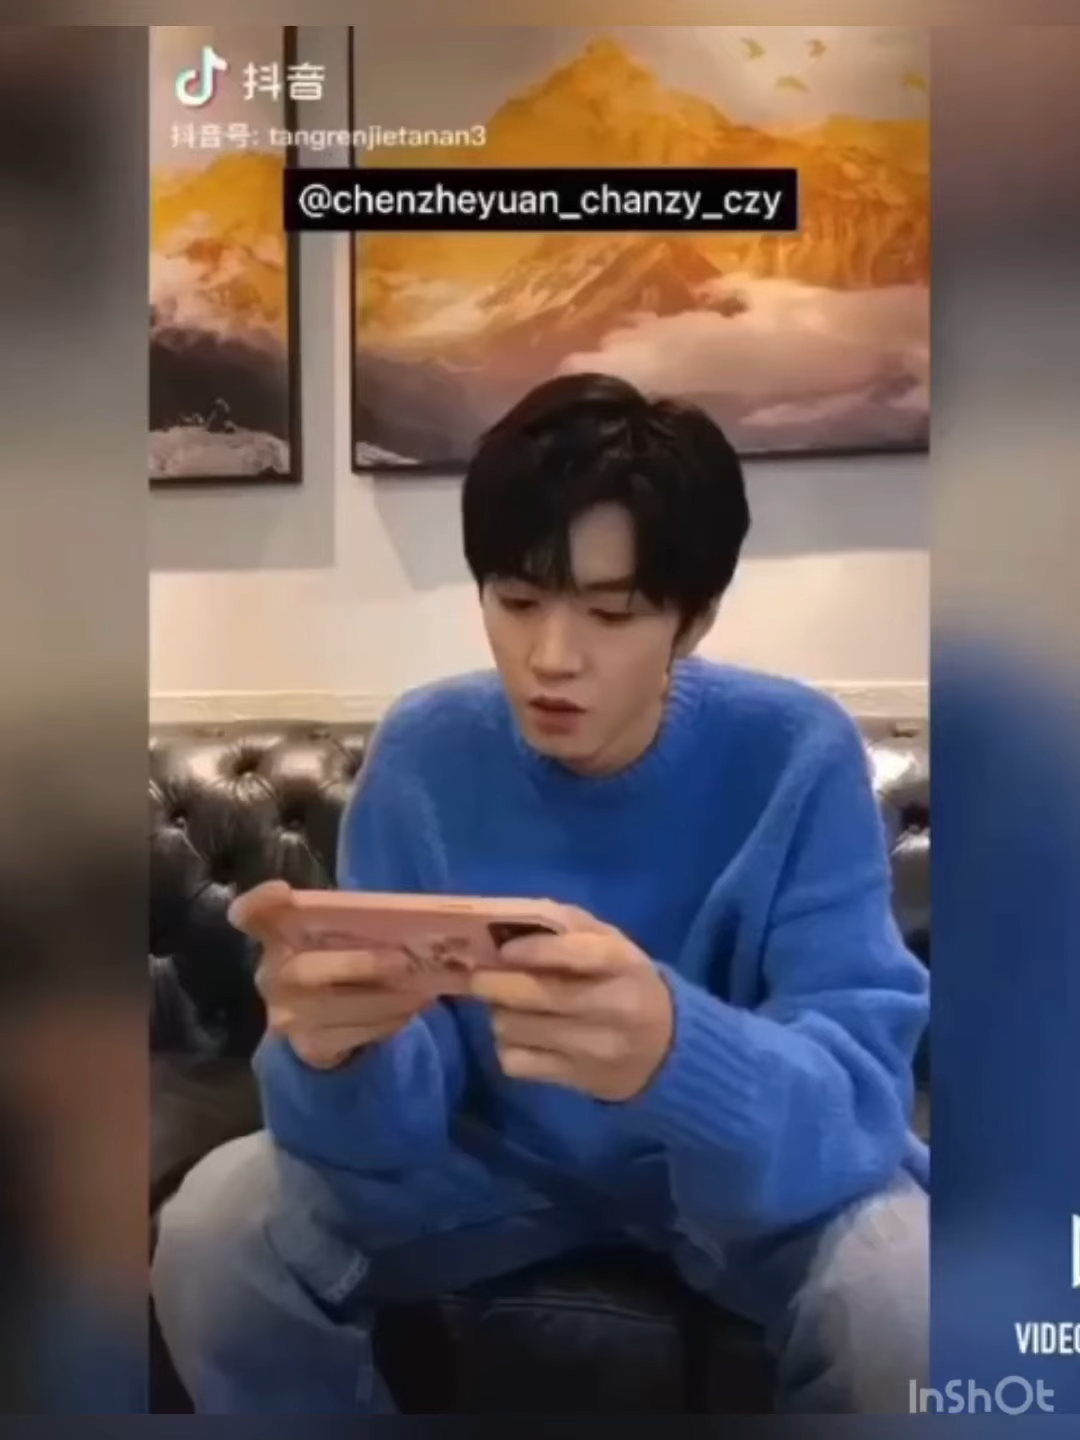 抖音
抖音号: tangrenjietanan3
@chenzheyuan_chanzy_czy
VIDEO
InShOt